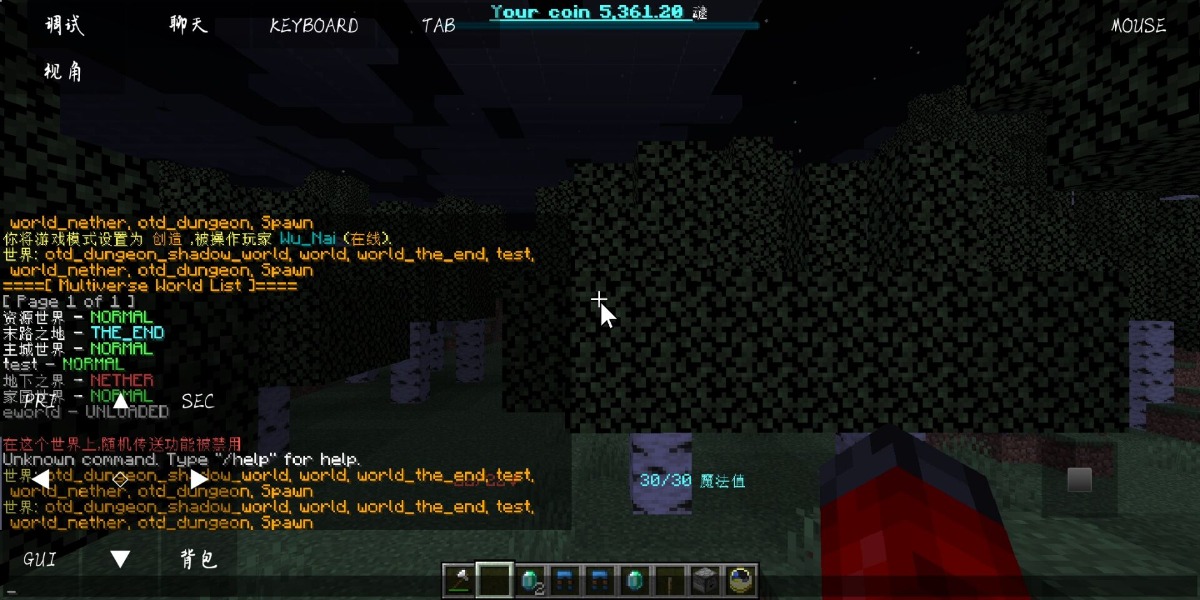 调试
聊天
KEYBOARD
TAB
Your coin 5,361.20
MOUSE
视角
world_nether, otd_dungeon, Spawn
你将游戏模式设置为 创造 ,被操作玩家 Wu_Nai (在线).
世界: otd_dungeon_shadow_world, world, world_the_end, test,
world_nether, otd_dungeon, Spawn
====[ Multiverse World List ]====
[ Page 1 of 1 ]
资源世界 - NORMAL
末路之地 - THE_END
主城世界 - NORMAL
test - NORMAL
地下之界 - NETHER
家园世界 - NORMAL
PRI
SEC
eworld - UNLOADED
在这个世界上,随机传送功能被禁用
Unknown command. Type "/help" for help.
世界: otd_dungeon_shadow_world, world, world_the_end, test,
world_nether, otd_dungeon, Spawn
30/30 魔法值
世界: otd_dungeon_shadow_world, world, world_the_end, test,
world_nether, otd_dungeon, Spawn
GUI
背包
2